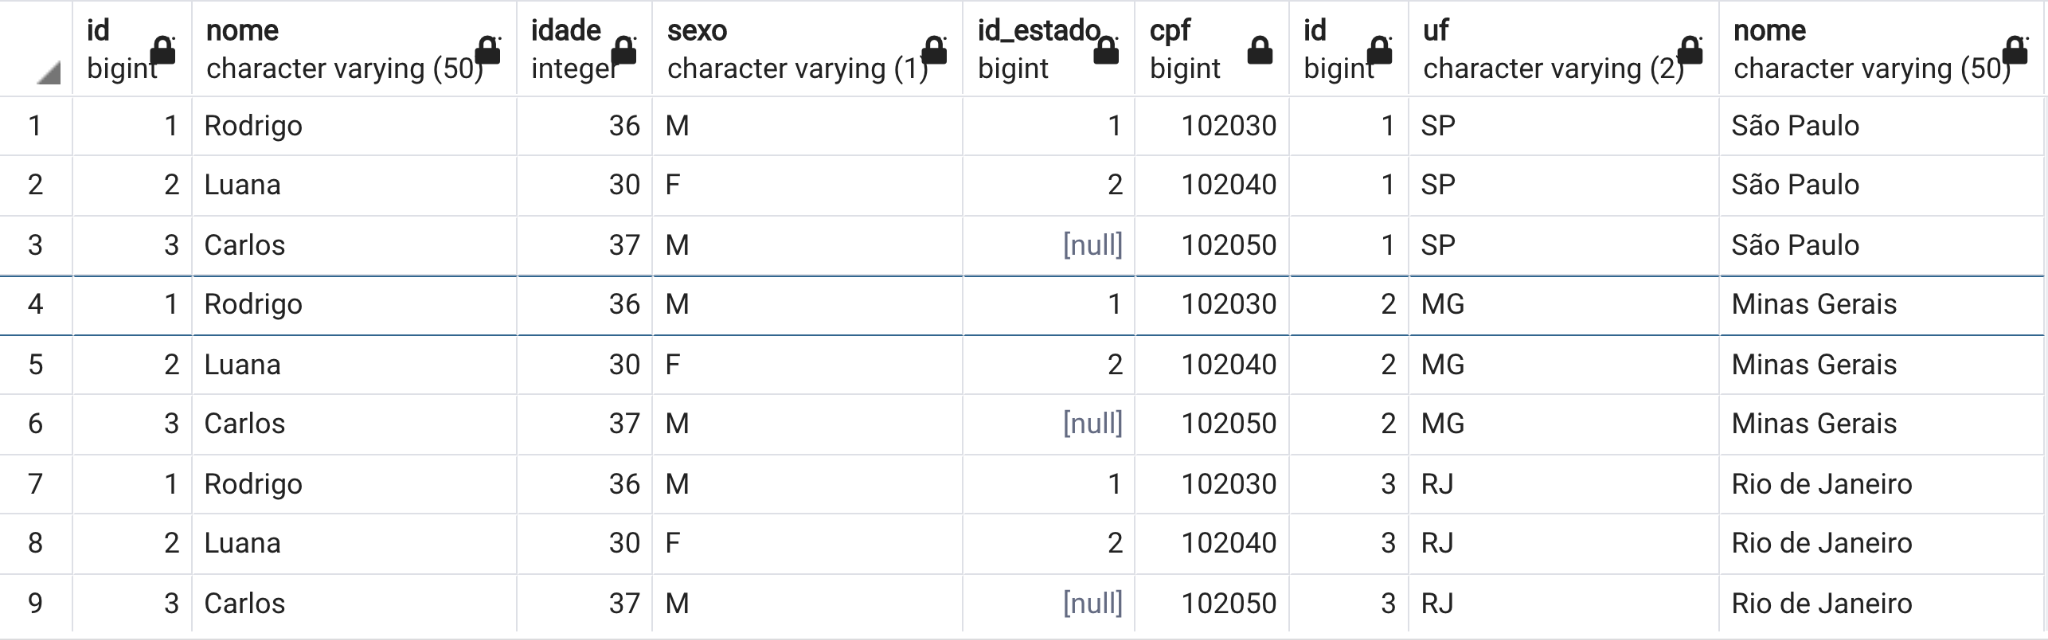 id nome idade sexo id_estado cpf id uf nome
bigint character varying (50) integer character varying (1) bigint bigint bigint character varying (2) character varying (50)
1 1 Rodrigo 36 M 1 102030 1 SP São Paulo
2 2 Luana 30 F 2 102040 1 SP São Paulo
3 3 Carlos 37 M [null] 102050 1 SP São Paulo
4 1 Rodrigo 36 M 1 102030 2 MG Minas Gerais
5 2 Luana 30 F 2 102040 2 MG Minas Gerais
6 3 Carlos 37 M [null] 102050 2 MG Minas Gerais
7 1 Rodrigo 36 M 1 102030 3 RJ Rio de Janeiro
8 2 Luana 30 F 2 102040 3 RJ Rio de Janeiro
9 3 Carlos 37 M [null] 102050 3 RJ Rio de Janeiro